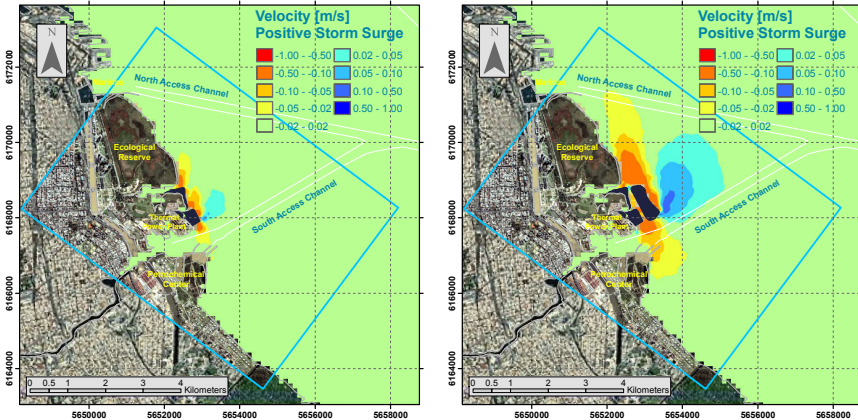 Velocity [m/s]
Positive Storm Surge
-1.00 - -0.50
0.02 - 0.05
-0.50 - -0.10
0.05 - 0.10
-0.10 - -0.05
0.10 - 0.50
-0.05 - -0.02
0.50 - 1.00
-0.02 - 0.02
N
North Access Channel
Ecological
Reserve
South Access Channel
Thermal
Power Plant
Petrochemical
Center
0 0.5 1 2 3 4
Kilometers
6172000
6170000
6168000
6166000
6164000
5650000 5652000 5654000 5656000 5658000
Velocity [m/s]
Positive Storm Surge
-1.00 - -0.50
0.02 - 0.05
-0.50 - -0.10
0.05 - 0.10
-0.10 - -0.05
0.10 - 0.50
-0.05 - -0.02
0.50 - 1.00
-0.02 - 0.02
N
North Access Channel
Ecological
Reserve
South Access Channel
Thermal
Power Plant
Petrochemical
Center
0 0.5 1 2 3 4
Kilometers
6172000
6170000
6168000
6166000
6164000
5650000 5652000 5654000 5656000 5658000